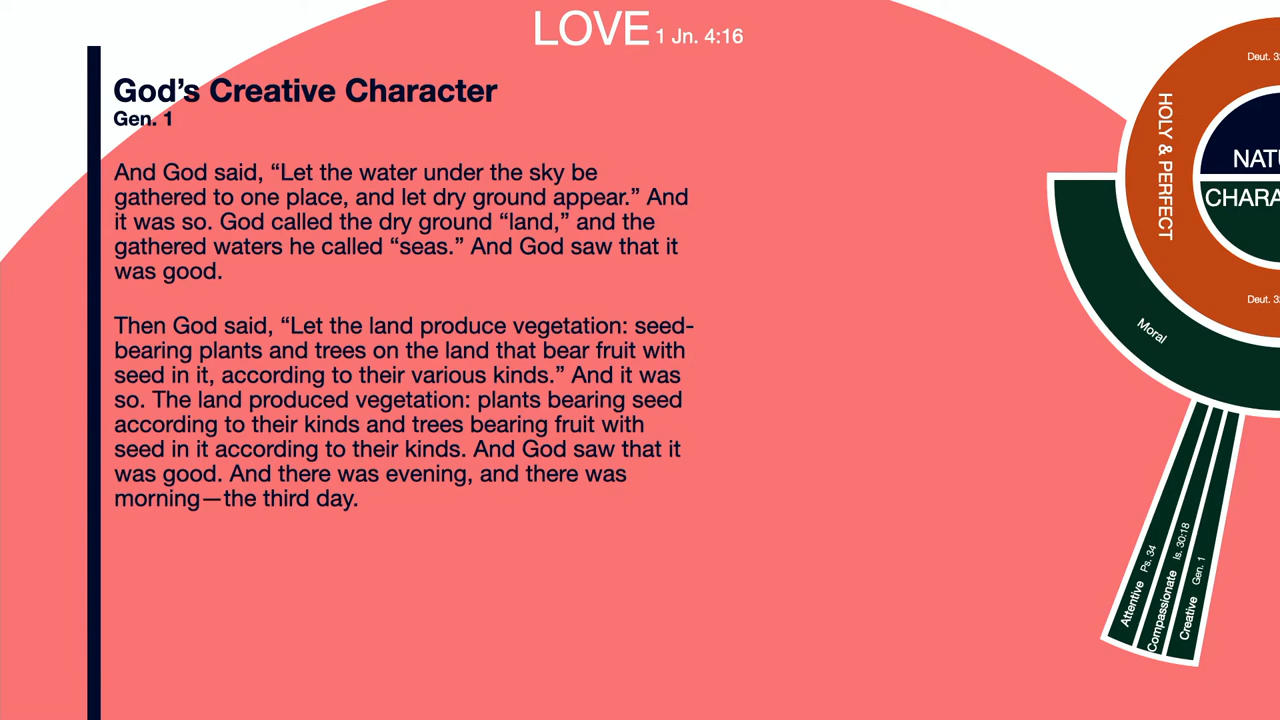 LOVE 1 Jn. 4:16
God’s Creative Character
Gen. 1
And God said, “Let the water under the sky be
gathered to one place, and let dry ground appear.” And
it was so. God called the dry ground “land,” and the
gathered waters he called “seas.” And God saw that it
was good.
Then God said, “Let the land produce vegetation: seed-
bearing plants and trees on the land that bear fruit with
seed in it, according to their various kinds.” And it was
so. The land produced vegetation: plants bearing seed
according to their kinds and trees bearing fruit with
seed in it according to their kinds. And God saw that it
was good. And there was evening, and there was
morning—the third day.
Deut. 32
HOLY & PERFECT
NATU
CHARA
Deut. 32
Moral
Attentive Ps. 34
Compassionate Is. 30:18
Creative Gen. 1